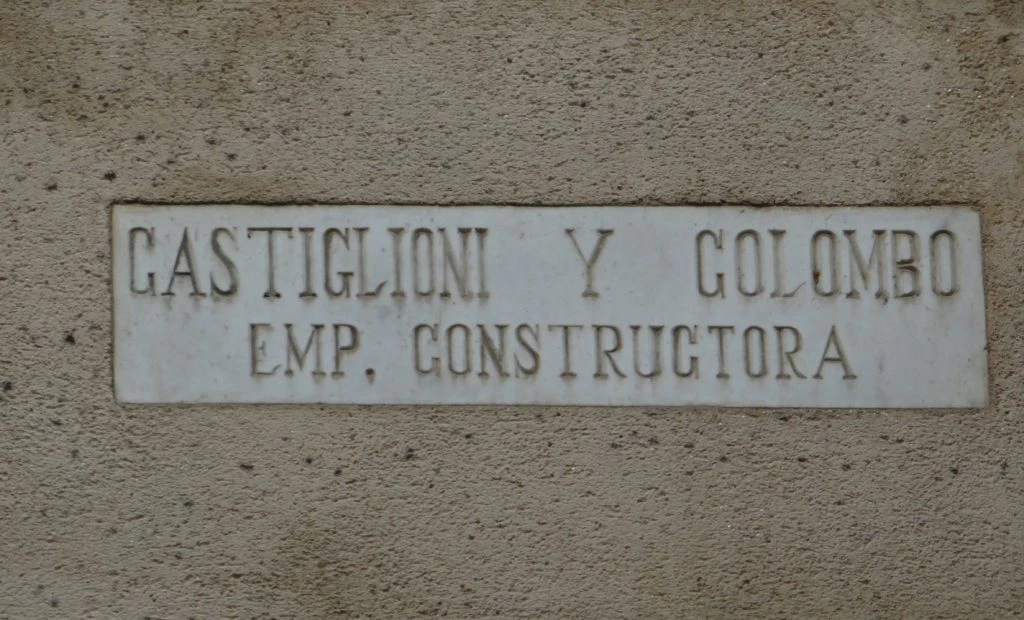 CASTIGLIONI Y COLOMBO
EMP. CONSTRUCTORA